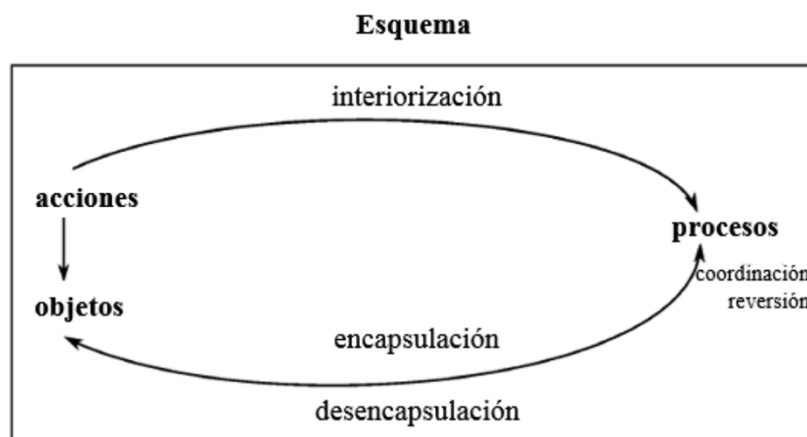 Esquema
interiorización
acciones
procesos
coordinación
reversión
objetos
encapsulación
desencapsulación